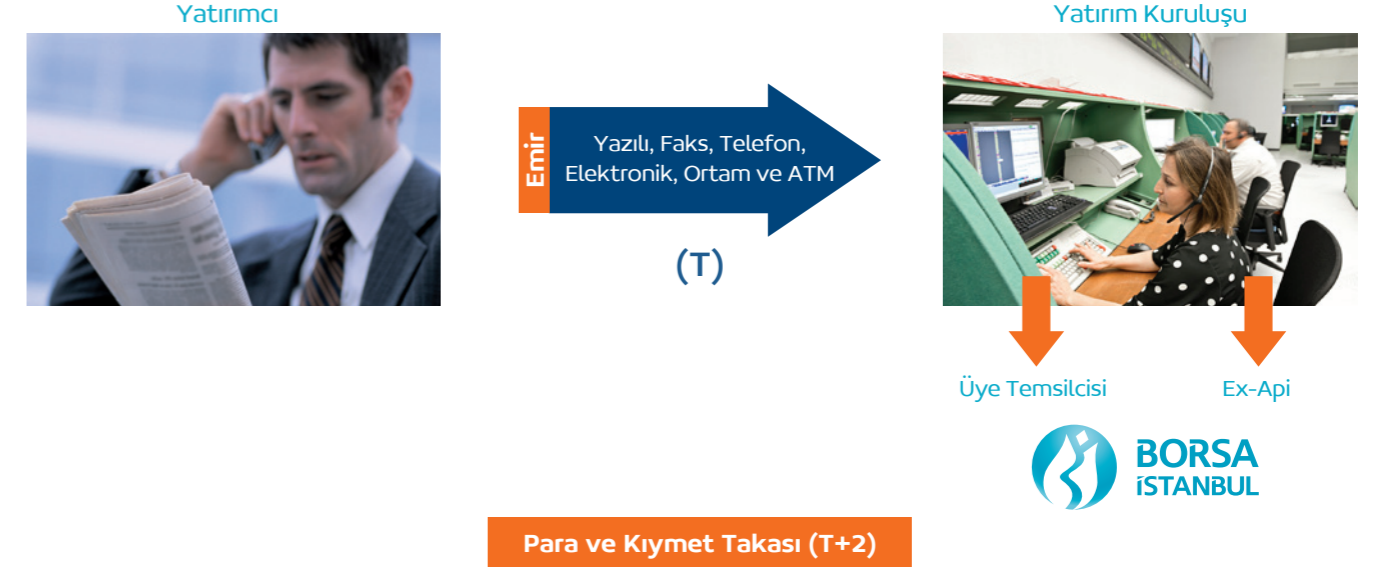 Yatırımcı
Yatırım Kuruluşu
Emir
Yazılı, Faks, Telefon,
Elektronik, Ortam ve ATM
(T)
Üye Temsilcisi
Ex-Api
BORSA
İSTANBUL
Para ve Kıymet Takası (T+2)